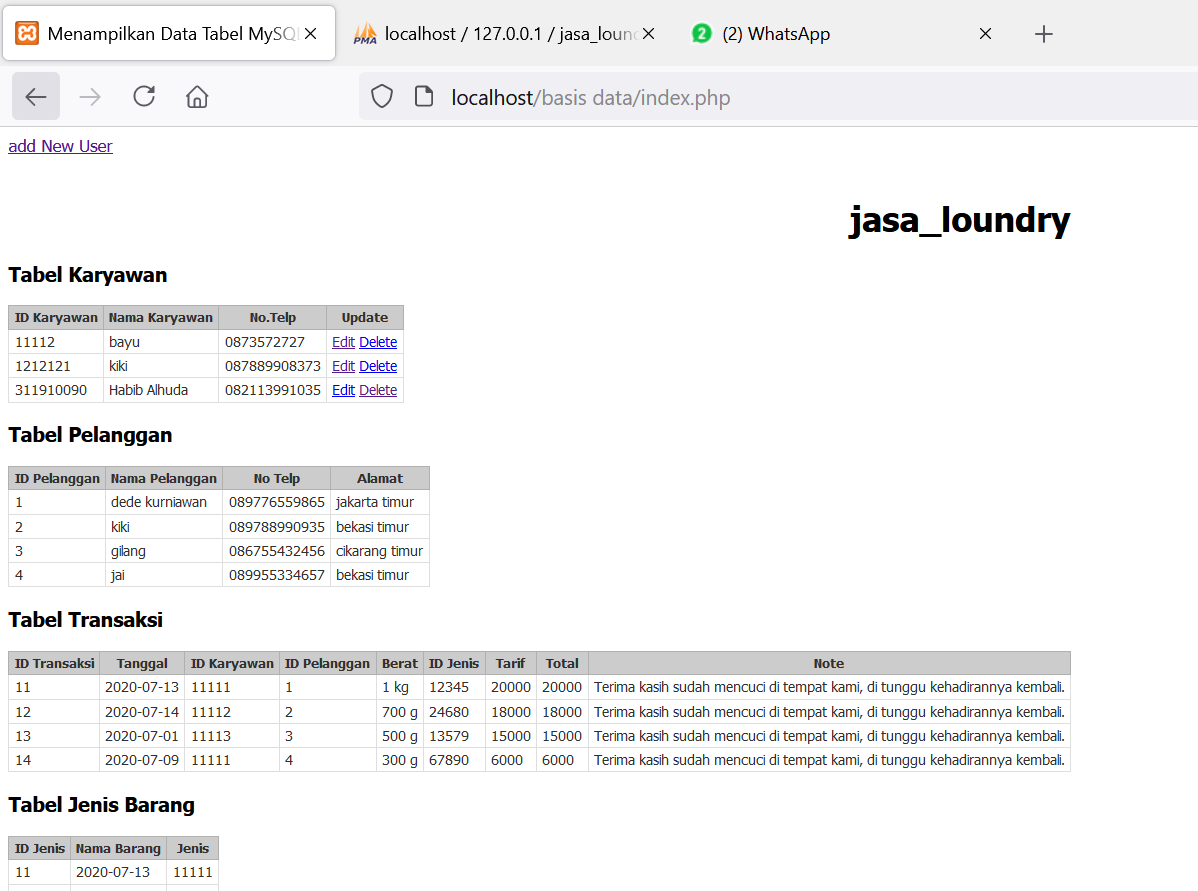 Menampilkan Data Tabel MySQL
PMA localhost / 127.0.0.1 / jasa_loun
2 (2) WhatsApp
localhost/basis data/index.php
add New User
jasa_loundry
Tabel Karyawan
ID Karyawan Nama Karyawan No.Telp Update
11112 bayu 0873572727 Edit Delete
1212121 kiki 087889908373 Edit Delete
311910090 Habib Alhuda 082113991035 Edit Delete
Tabel Pelanggan
ID Pelanggan Nama Pelanggan No Telp Alamat
1 dede kurniawan 089776559865 jakarta timur
2 kiki 089788990935 bekasi timur
3 gilang 086755432456 cikarang timur
4 jai 089955334657 bekasi timur
Tabel Transaksi
ID Transaksi Tanggal ID Karyawan ID Pelanggan Berat ID Jenis Tarif Total Note
11 2020-07-13 11111 1 1 kg 12345 20000 20000 Terima kasih sudah mencuci di tempat kami, di tunggu kehadirannya kembali.
12 2020-07-14 11112 2 700 g 24680 18000 18000 Terima kasih sudah mencuci di tempat kami, di tunggu kehadirannya kembali.
13 2020-07-01 11113 3 500 g 13579 15000 15000 Terima kasih sudah mencuci di tempat kami, di tunggu kehadirannya kembali.
14 2020-07-09 11111 4 300 g 67890 6000 6000 Terima kasih sudah mencuci di tempat kami, di tunggu kehadirannya kembali.
Tabel Jenis Barang
ID Jenis Nama Barang Jenis
11 2020-07-13 11111